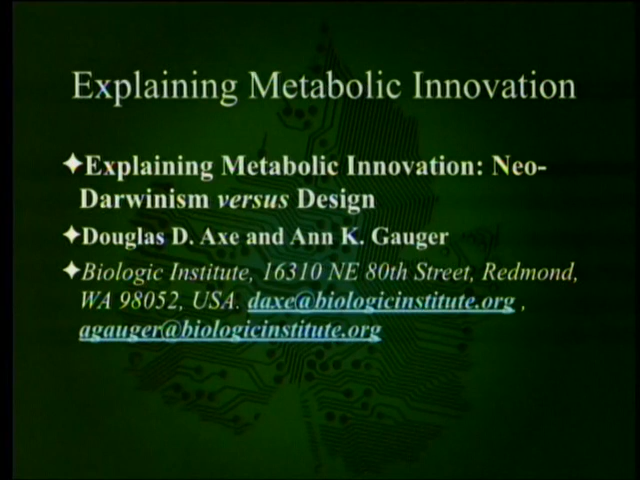 Explaining Metabolic Innovation
✦Explaining Metabolic Innovation: Neo-
Darwinism versus Design
✦Douglas D. Axe and Ann K. Gauger
✦Biologic Institute, 16310 NE 80th Street, Redmond,
WA 98052, USA. daxe@biologicinstitute.org ,
agauger@biologicinstitute.org